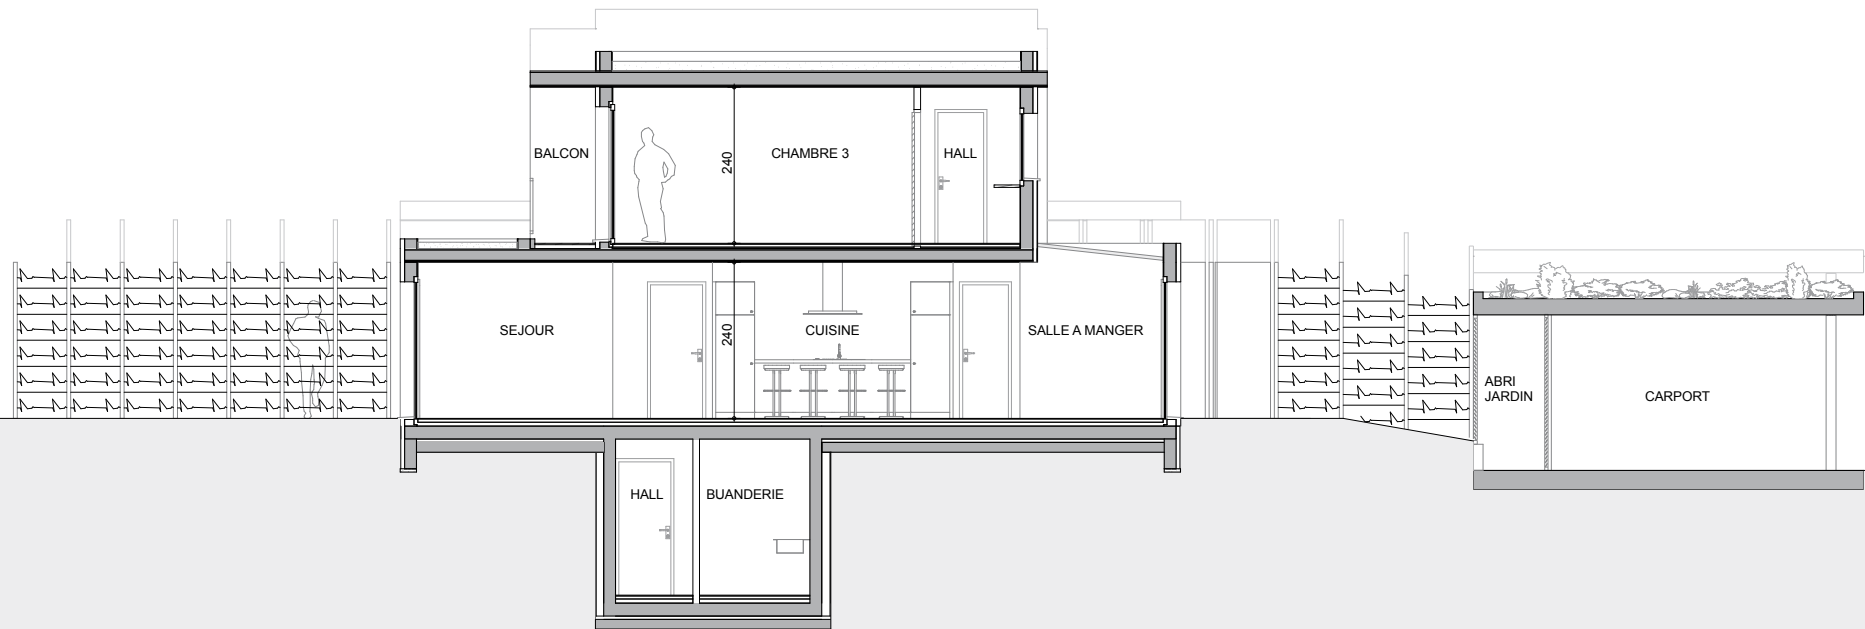 BALCON
240
CHAMBRE 3
HALL
SEJOUR
240
CUISINE
SALLE A MANGER
ABRI
JARDIN
CARPORT
HALL
BUANDERIE